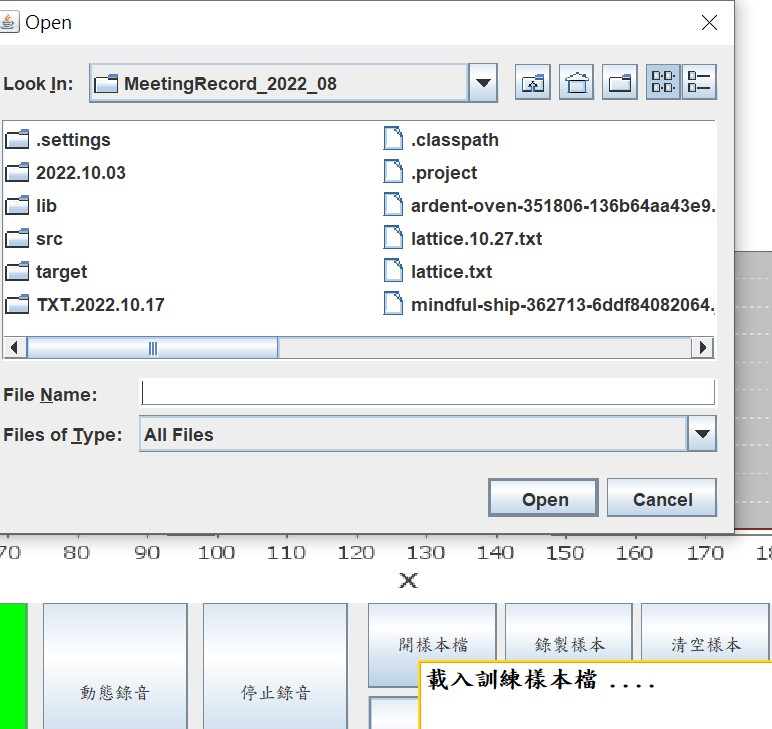 Open
Look In: MeetingRecord_2022_08
.settings
2022.10.03
lib
src
target
TXT.2022.10.17
.classpath
.project
ardent-oven-351806-136b64aa43e9.
lattice.10.27.txt
lattice.txt
mindful-ship-362713-6ddf84082064.
File Name:
Files of Type: All Files
Open Cancel
70 80 90 100 110 120 130 140 150 160 170 18
X
開樣本檔 錄製樣本 清空樣本
動態錄音 停止錄音
載入訓練樣本檔 ....